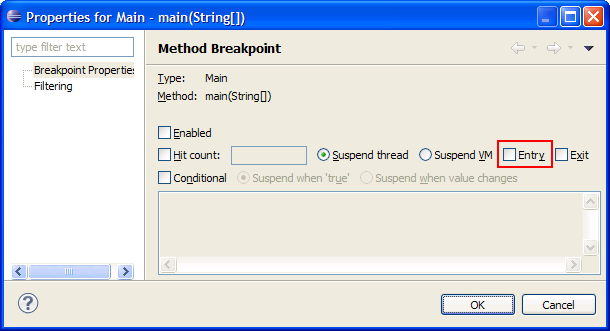 Properties for Main - main(String[])
type filter text
Breakpoint Properties
Filtering
Method Breakpoint
Type: Main
Method: main(String[])
Enabled
Hit count: Suspend thread Suspend VM Entry Exit
Conditional Suspend when 'true' Suspend when value changes
?
OK Cancel